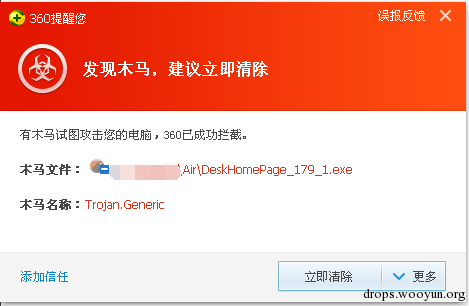 360提醒您
误报反馈
发现木马，建议立即清除
有木马试图攻击您的电脑，360已成功拦截。
木马文件： \Air\DeskHomePage_179_1.exe
木马名称：Trojan.Generic
添加信任
立即清除
更多
drops.wooyun.org